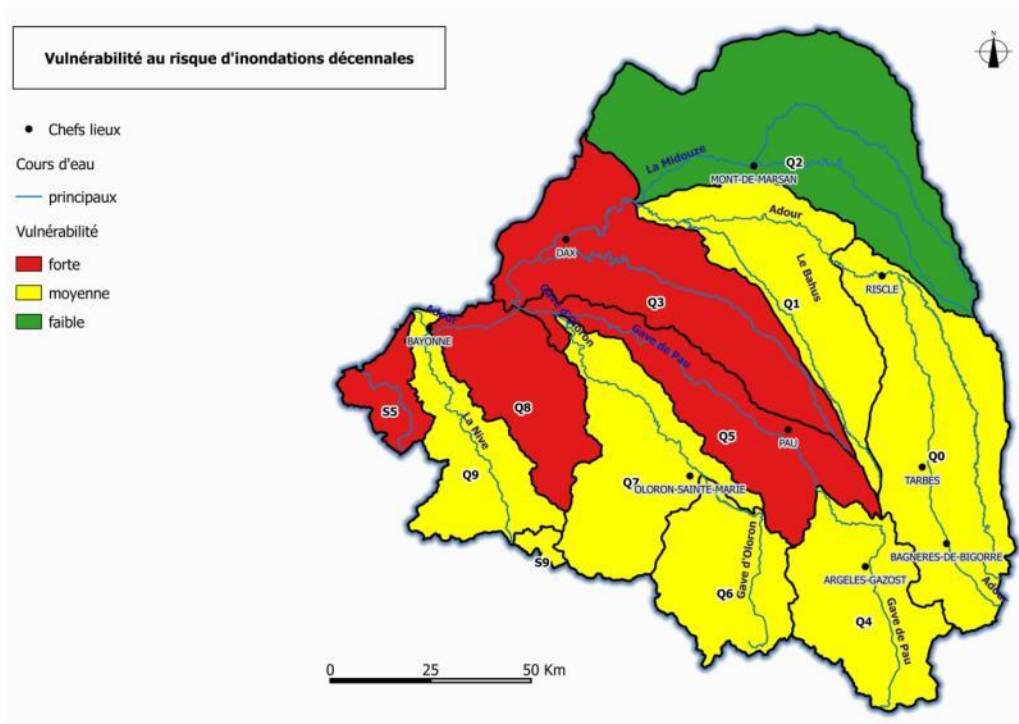 Vulnérabilité au risque d'inondations décennales
N
Chefs lieux
Cours d'eau
principaux
Vulnérabilité
forte
moyenne
faible
La Midouze
Q2
MONT-DE-MARSAN
Adour
DAX
Le Bahus
RISCLE
Q3
Q1
Adour
Gave d'Oloron
Gave de Pau
BAYONNE
S5
Q8
La Nive
Q5
PAU
Q0
Q9
Q7
TARBES
OLORON-SAINTE-MARIE
S9
Gave d'Oloron
BAGNERES-DE-BIGORRE
ARGELES-GAZOST
Q6
Adour
Q4
Gave de Pau
0 25 50 Km